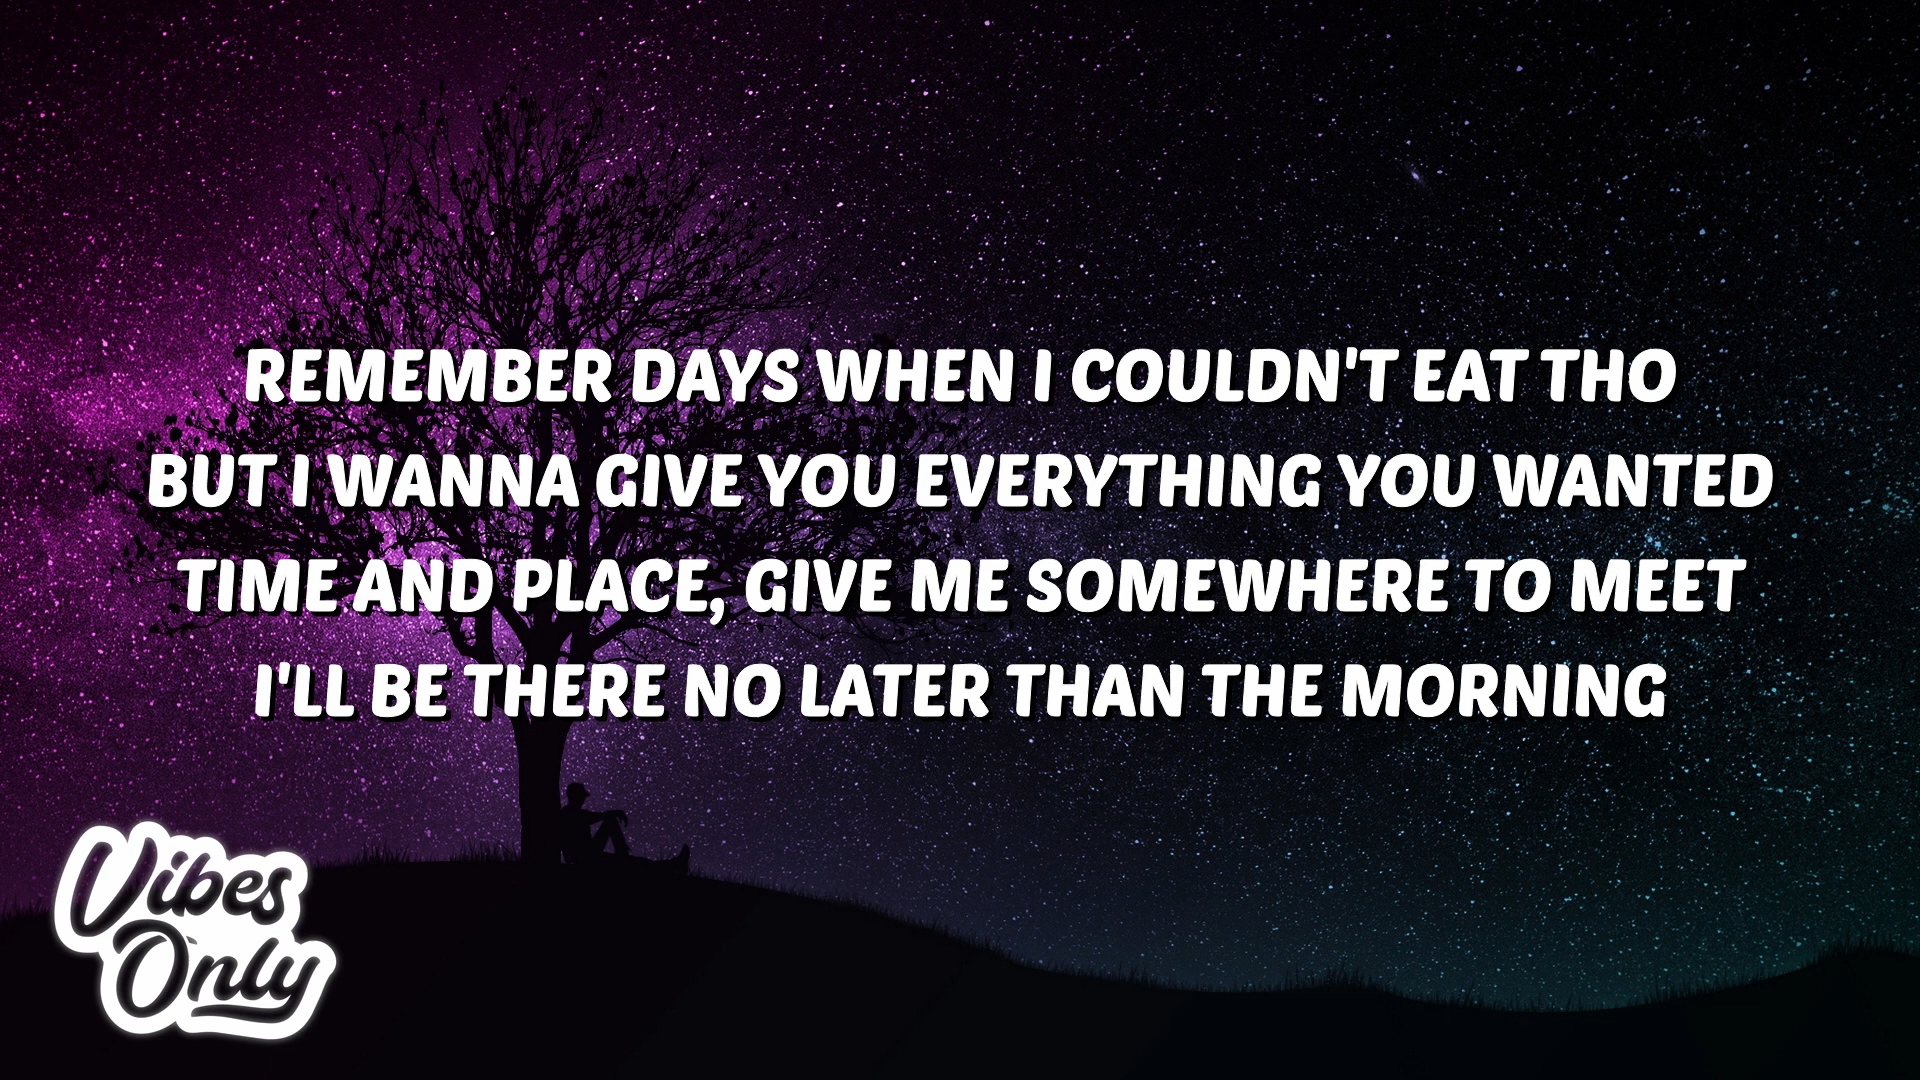 REMEMBER DAYS WHEN I COULDN'T EAT THO
BUT I WANNA GIVE YOU EVERYTHING YOU WANTED
TIME AND PLACE, GIVE ME SOMEWHERE TO MEET
I'LL BE THERE NO LATER THAN THE MORNING
Vibes
Only